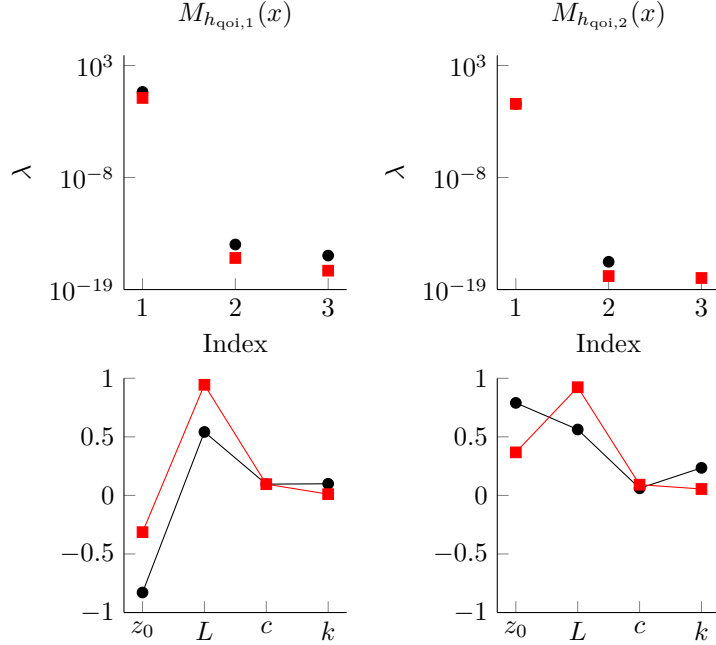 $M_{h_{\mathrm{qoi},1}}(x)$
$10^{3}$
$10^{-8}$
$10^{-19}$
λ
1 2 3
Index
$M_{h_{\mathrm{qoi},2}}(x)$
$10^{3}$
$10^{-8}$
$10^{-19}$
λ
1 2 3
Index
1
0.5
0
−0.5
−1
$z_0$ $L$ $c$ $k$
1
0.5
0
−0.5
−1
$z_0$ $L$ $c$ $k$